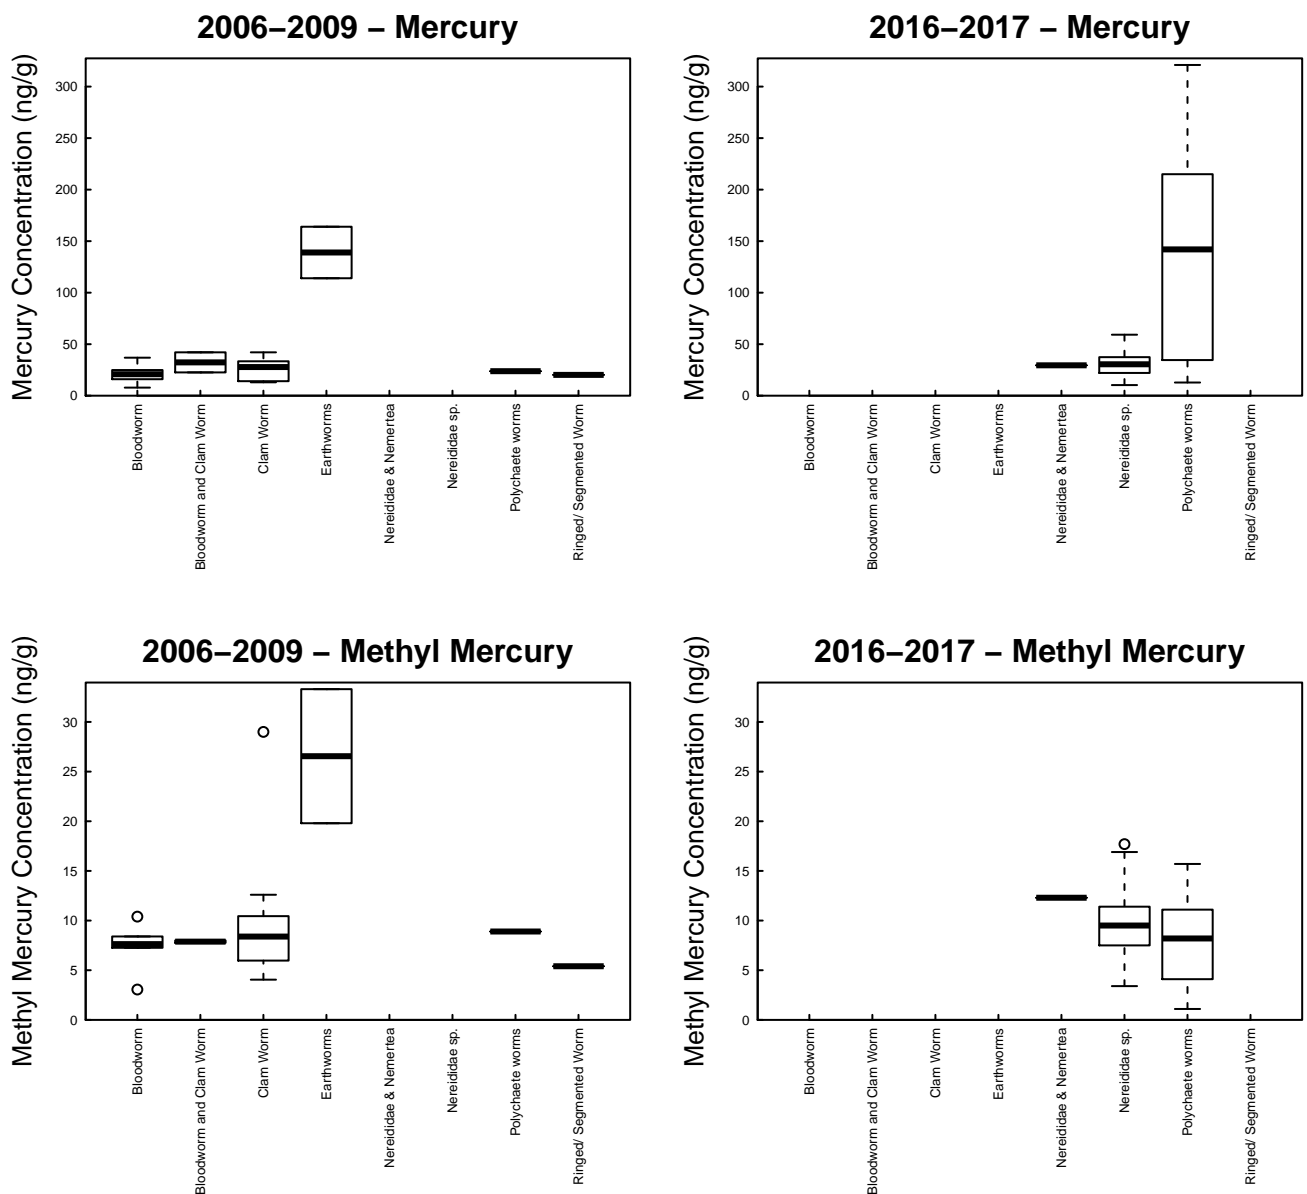 2006–2009 – Mercury
Mercury Concentration (ng/g)
300
250
200
150
100
50
0
Bloodworm
Bloodworm and Clam Worm
Clam Worm
Earthworms
Nereididae & Nemertea
Nereididae sp.
Polychaete worms
Ringed/ Segmented Worm
2016–2017 – Mercury
Mercury Concentration (ng/g)
300
250
200
150
100
50
0
Bloodworm
Bloodworm and Clam Worm
Clam Worm
Earthworms
Nereididae & Nemertea
Nereididae sp.
Polychaete worms
Ringed/ Segmented Worm
2006–2009 – Methyl Mercury
Methyl Mercury Concentration (ng/g)
30
25
20
15
10
5
0
Bloodworm
Bloodworm and Clam Worm
Clam Worm
Earthworms
Nereididae & Nemertea
Nereididae sp.
Polychaete worms
Ringed/ Segmented Worm
2016–2017 – Methyl Mercury
Methyl Mercury Concentration (ng/g)
30
25
20
15
10
5
0
Bloodworm
Bloodworm and Clam Worm
Clam Worm
Earthworms
Nereididae & Nemertea
Nereididae sp.
Polychaete worms
Ringed/ Segmented Worm